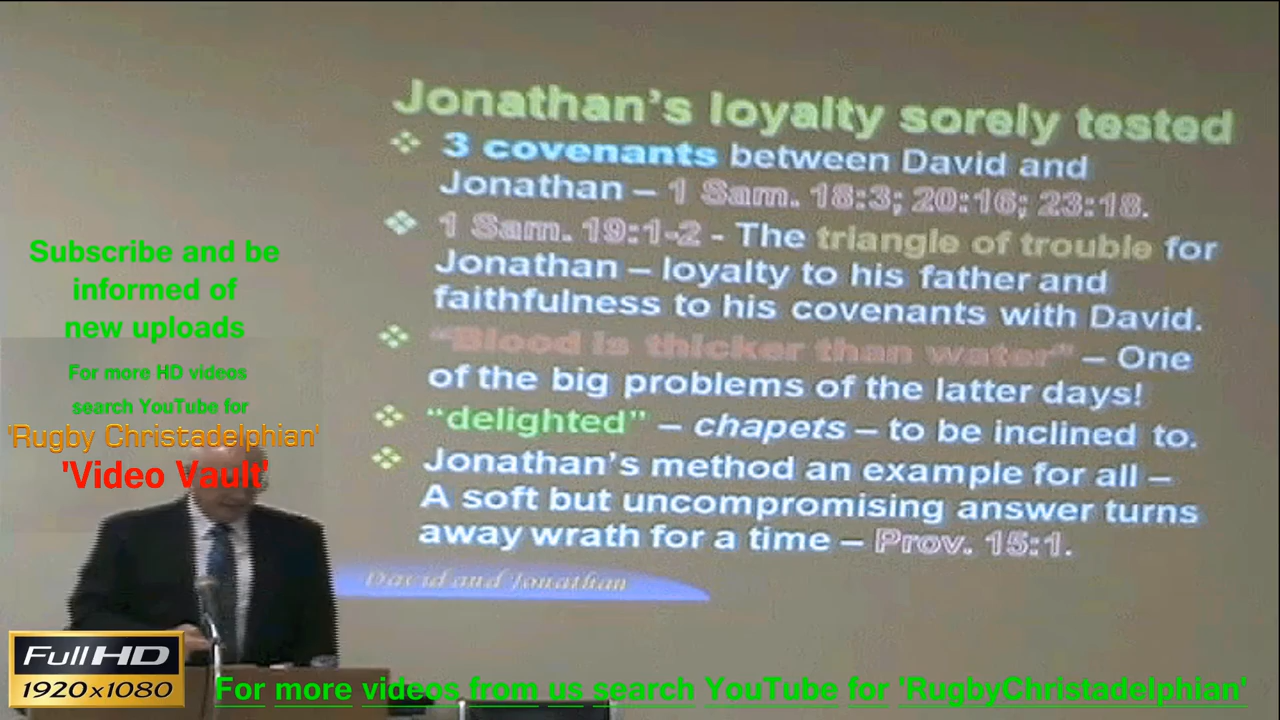 Jonathan's loyalty sorely tested
❖ 3 covenants between David and
Jonathan – 1 Sam. 18:3; 20:16; 23:18.
❖ 1 Sam. 19:1-2 - The triangle of trouble for
Jonathan – loyalty to his father and
faithfulness to his covenants with David.
❖ “Blood is thicker than water” – One
of the big problems of the latter days!
❖ “delighted” – chapets – to be inclined to.
❖ Jonathan's method an example for all –
A soft but uncompromising answer turns
away wrath for a time – Prov. 15:1.
David and Jonathan
Subscribe and be
informed of
new uploads
For more HD videos
search YouTube for
'Rugby Christadelphian'
'Video Vault'
Full HD
1920x1080
For more videos from us search YouTube for 'RugbyChristadelphian'